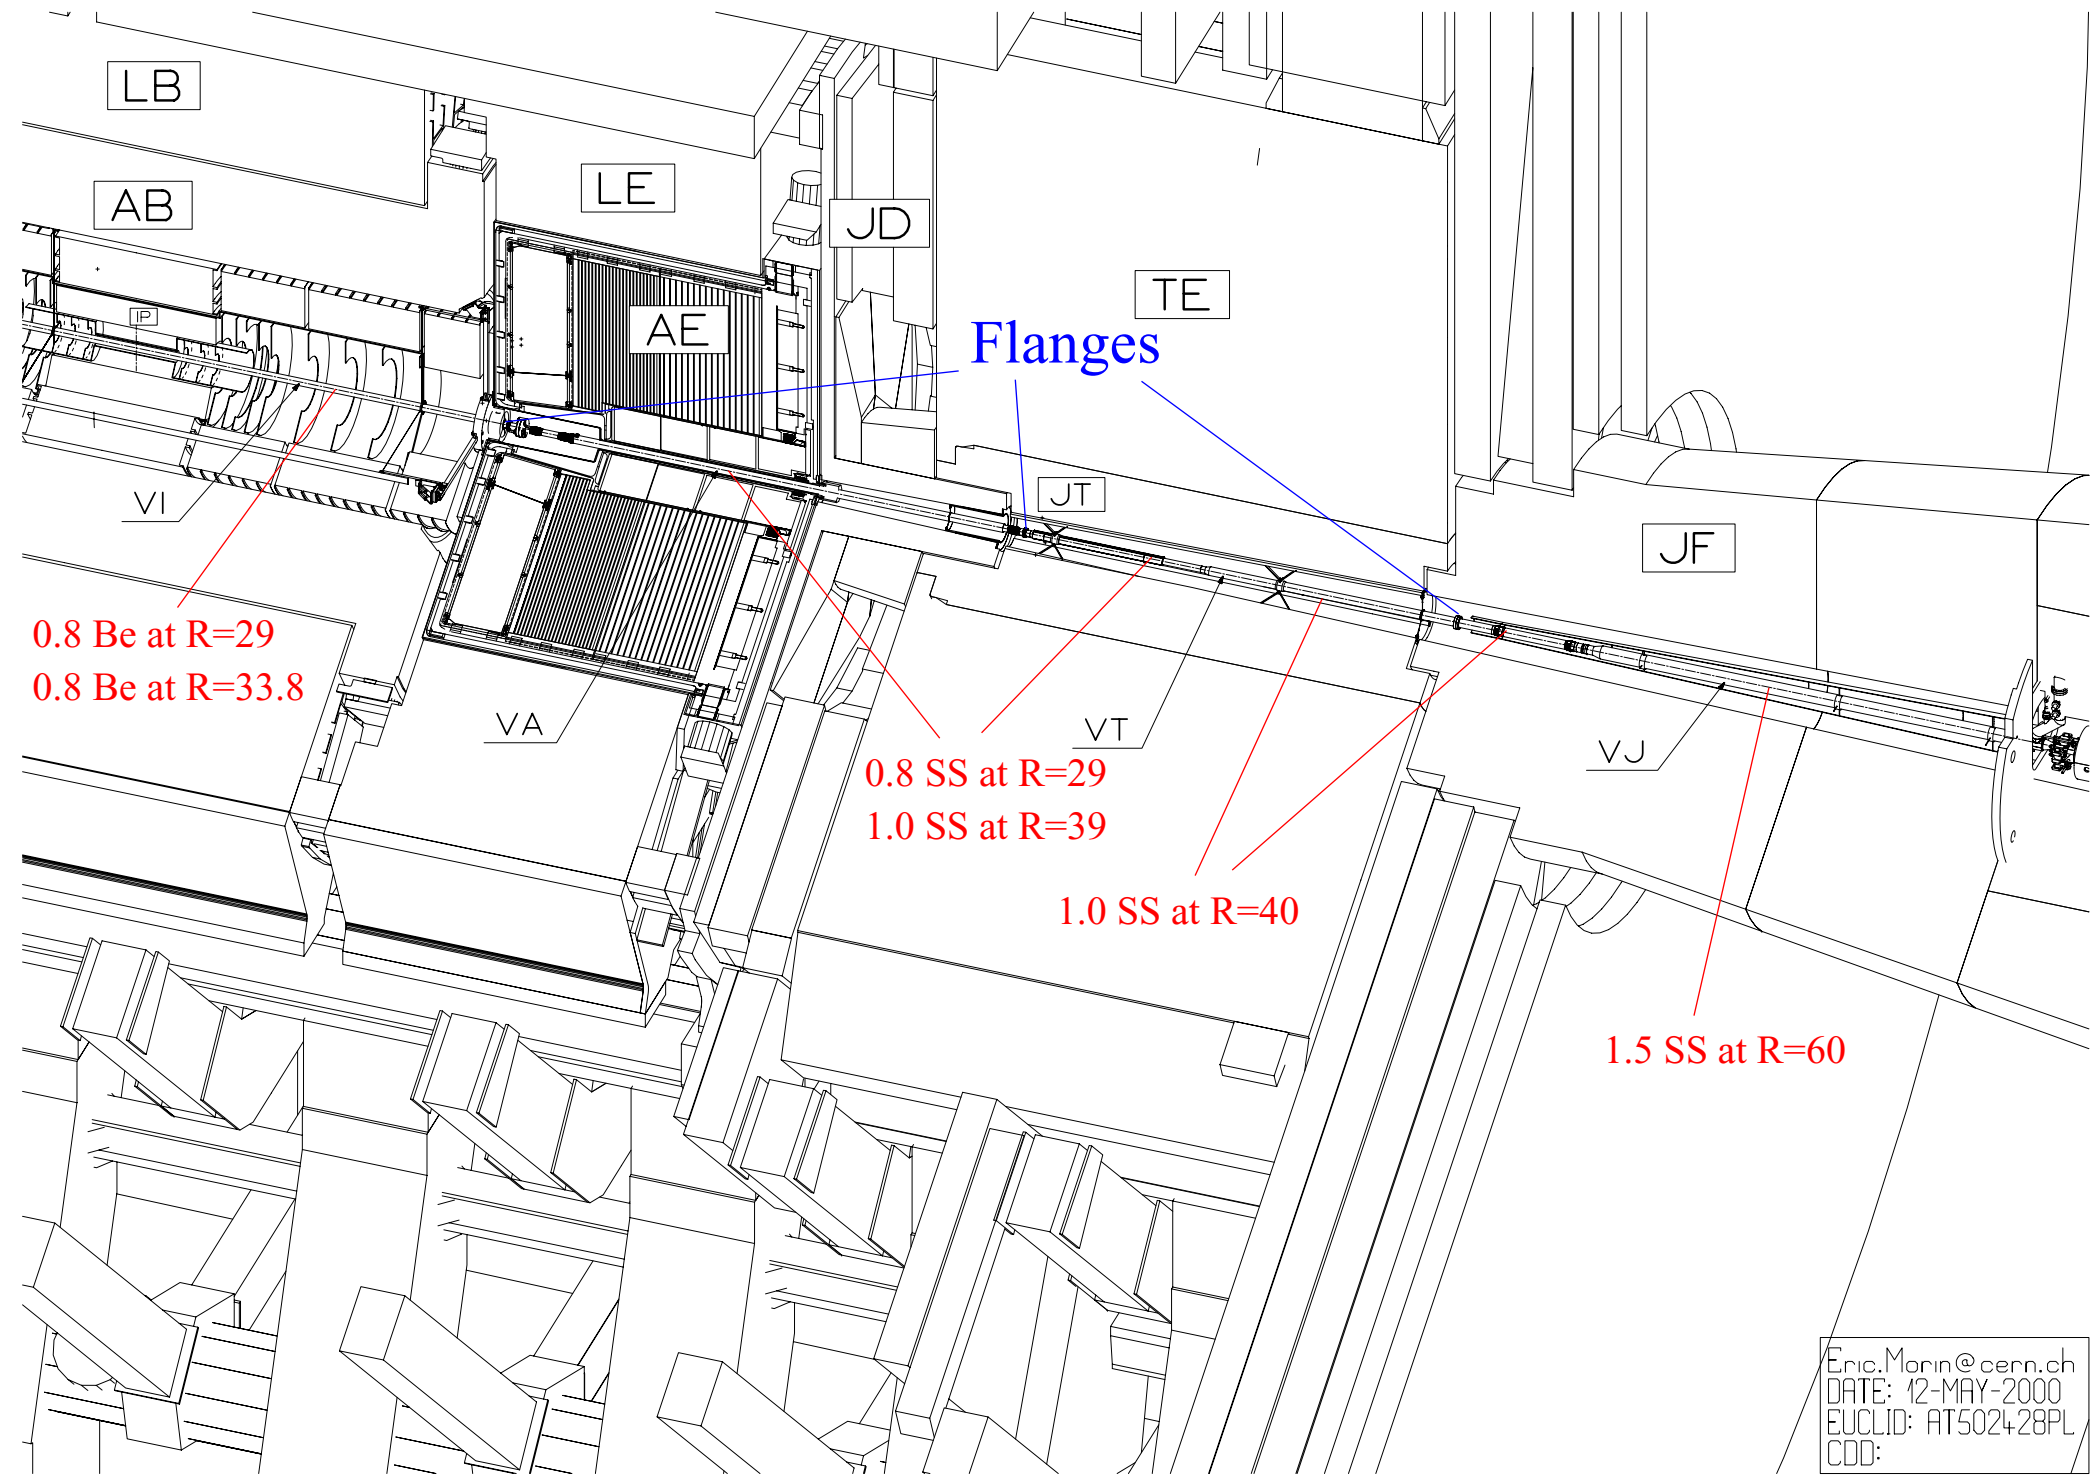 LB
LE
AB
JD
TE
IP
AE
Flanges
JT
VI
JF
0.8 Be at R=29
0.8 Be at R=33.8
VA
VT
VJ
0.8 SS at R=29
1.0 SS at R=39
1.0 SS at R=40
1.5 SS at R=60
Eric.Morin@cern.ch
DATE: 12-MAY-2000
EUCLID: AT502428PL
CDD: